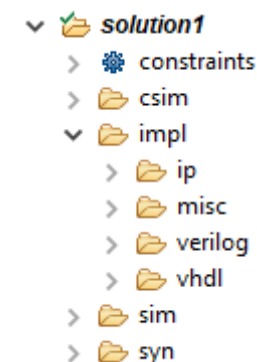 solution1
constraints
csim
impl
ip
misc
verilog
vhdl
sim
syn